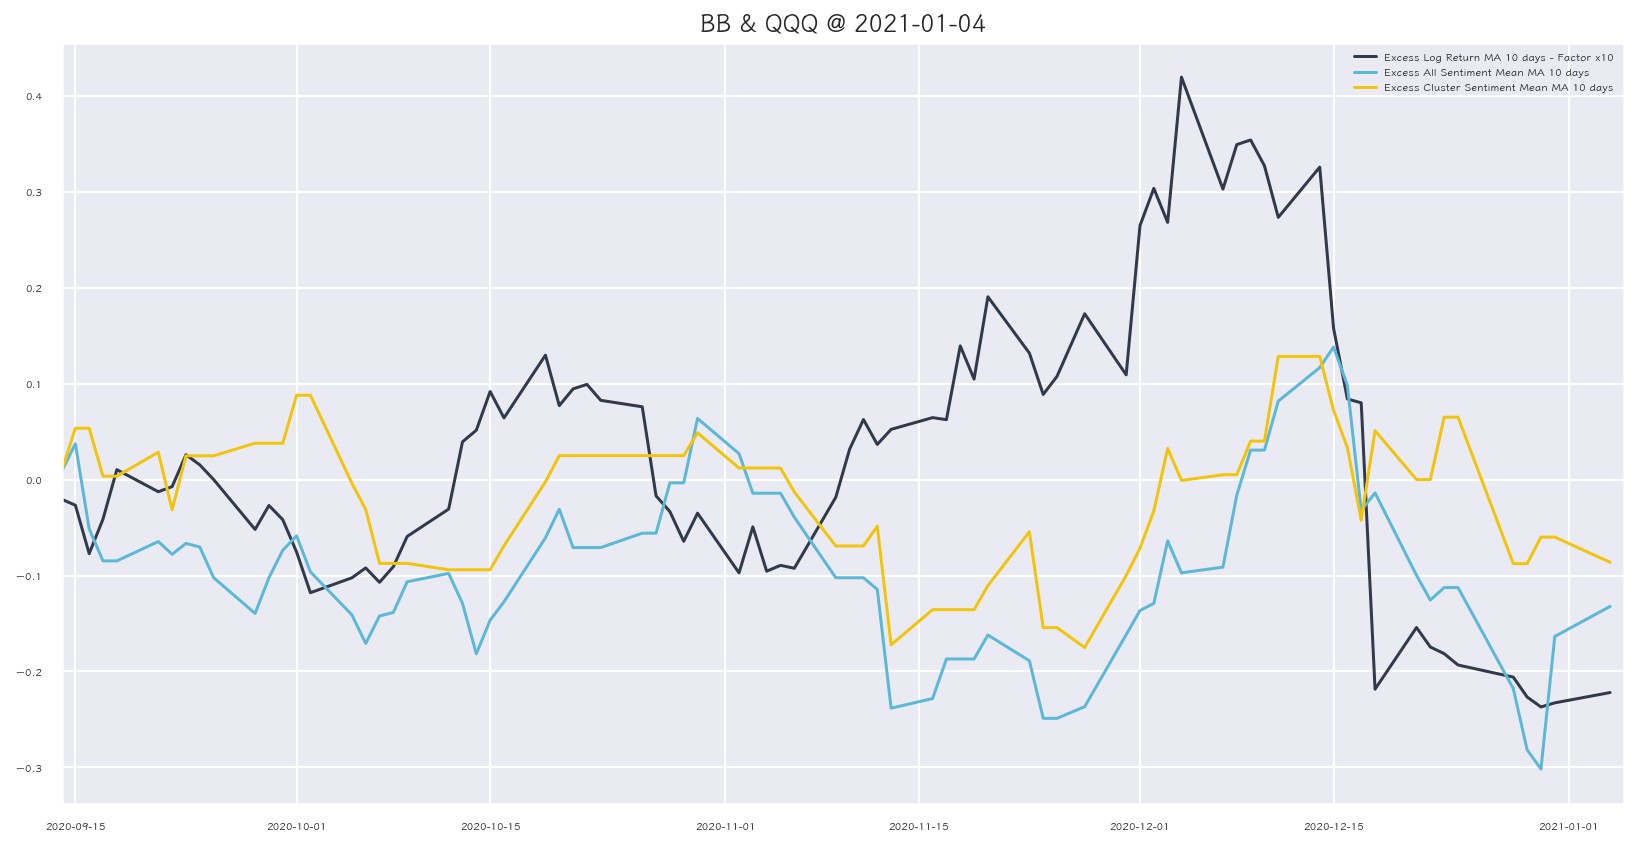 BB & QQQ @ 2021-01-04
Excess Log Return MA 10 days - Factor x10
Excess All Sentiment Mean MA 10 days
Excess Cluster Sentiment Mean MA 10 days
0.4
0.3
0.2
0.1
0.0
−0.1
−0.2
−0.3
2020-09-15 2020-10-01 2020-10-15 2020-11-01 2020-11-15 2020-12-01 2020-12-15 2021-01-01